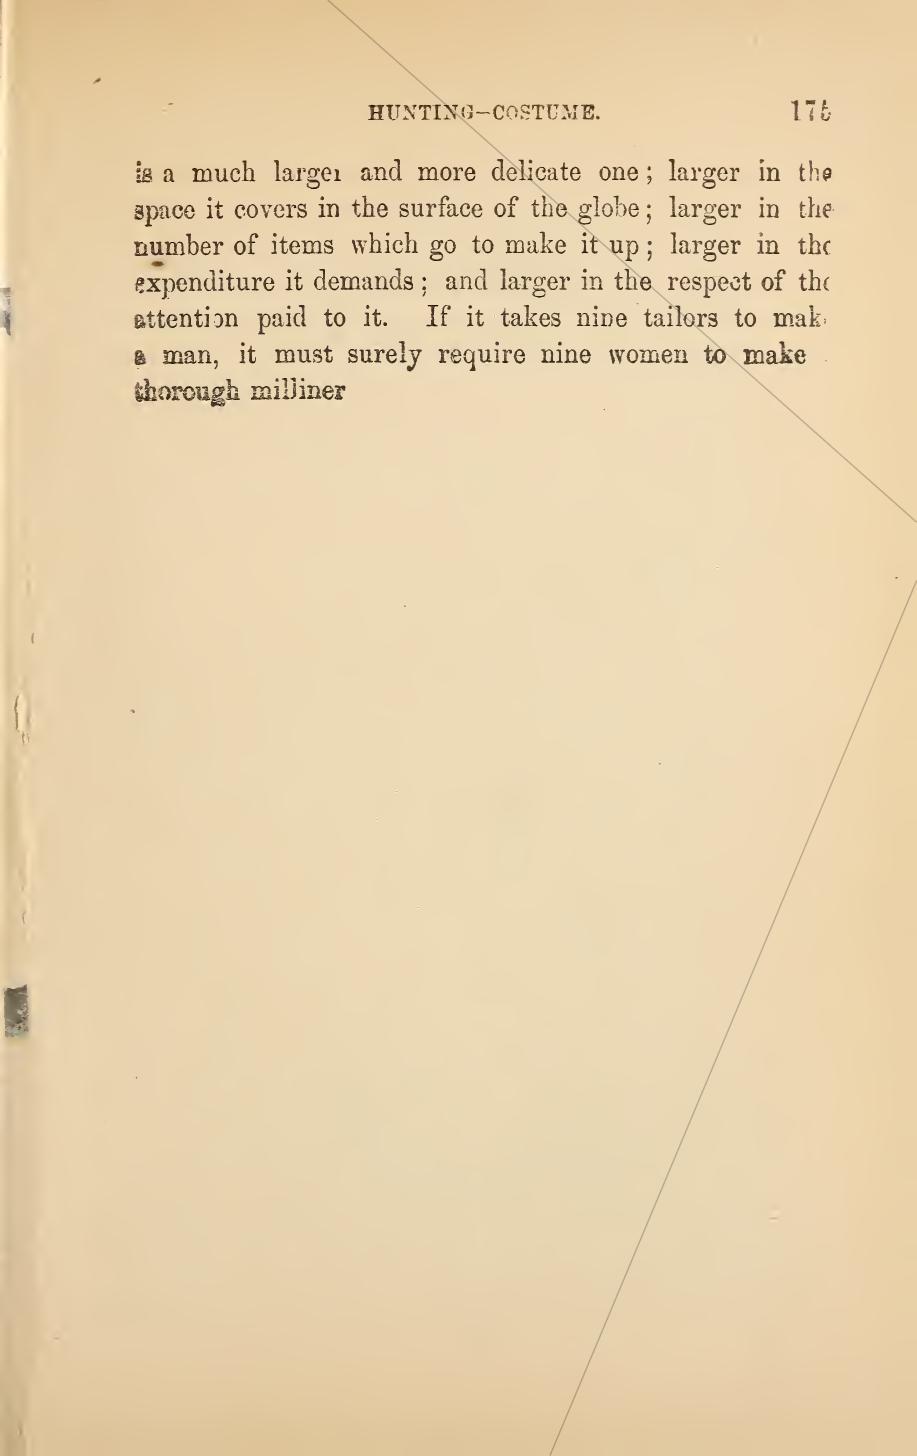 HUNTING-COSTUME. 175
is a much larger and more delicate one; larger in the
space it covers in the surface of the globe; larger in the
number of items which go to make it up; larger in the
expenditure it demands; and larger in the respect of the
attention paid to it. If it takes nine tailors to mak
a man, it must surely require nine women to make
thorough milliner